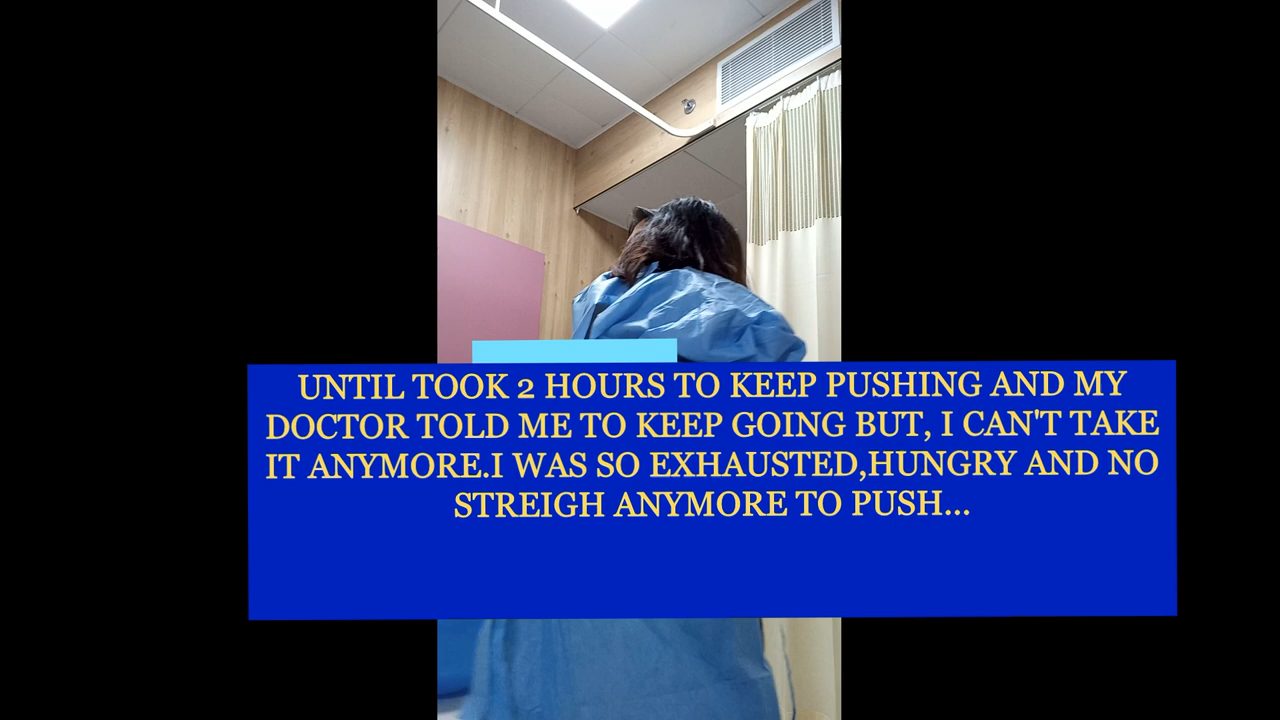 UNTIL TOOK 2 HOURS TO KEEP PUSHING AND MY
DOCTOR TOLD ME TO KEEP GOING BUT, I CAN'T TAKE
IT ANYMORE.I WAS SO EXHAUSTED,HUNGRY AND NO
STREIGH ANYMORE TO PUSH...